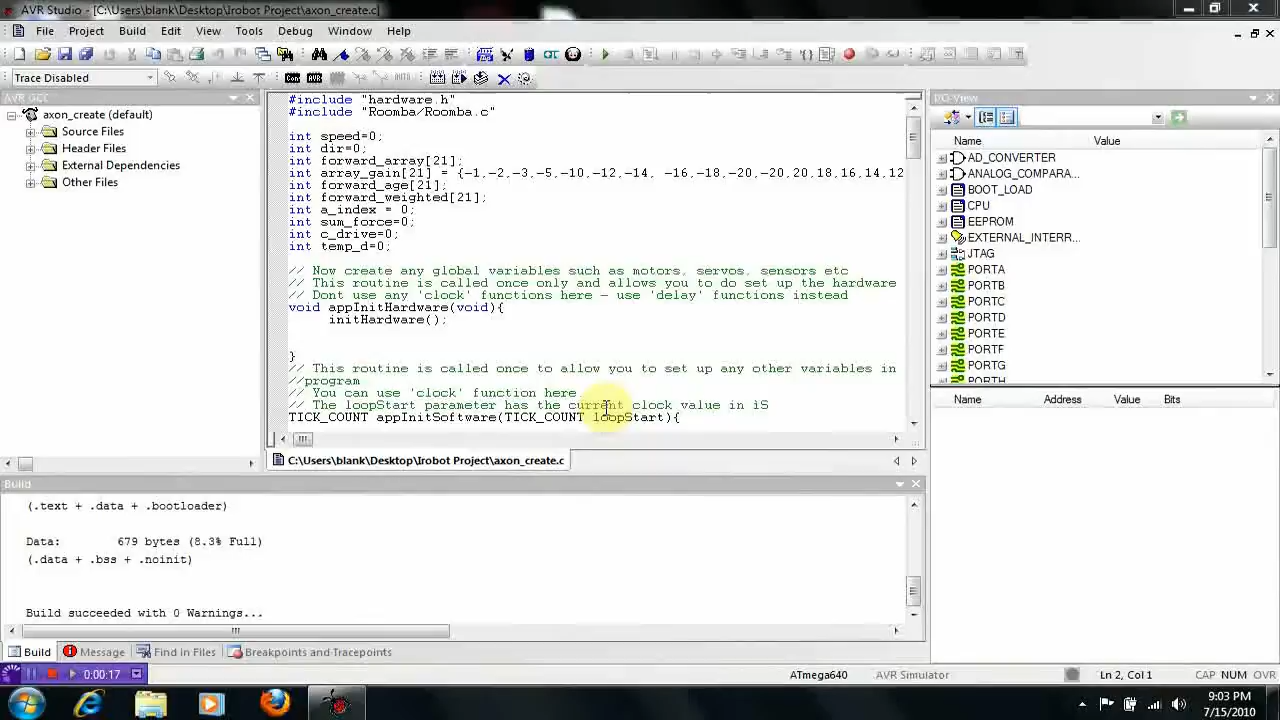 AVR Studio - [C:\Users\blank\Desktop\Irobot Project\axon_create.c]
File Project Build Edit View Tools Debug Window Help
Trace Disabled
AVR GCC
axon_create (default)
Source Files
Header Files
External Dependencies
Other Files
#include "hardware.h"
#include "Roomba/Roomba.c"
int speed=0;
int dir=0;
int forward_array[21];
int array_gain[21] = {-1,-2,-3,-5,-10,-12,-14, -16,-18,-20,-20,20,18,16,14,12
int forward_age[21];
int forward_weighted[21];
int a_index = 0;
int sum_force=0;
int c_drive=0;
int temp_d=0;
// Now create any global variables such as motors, servos, sensors etc
// This routine is called once only and allows you to do set up the hardware
// Dont use any 'clock' functions here - use 'delay' functions instead
void appInitHardware(void){
initHardware();
}
// This routine is called once to allow you to set up any other variables in
//program
// You can use 'clock' function here
// The loopStart parameter has the current clock value in ìS
TICK_COUNT appInitSoftware(TICK_COUNT loopStart){
C:\Users\blank\Desktop\Irobot Project\axon_create.c
I/O View
Name Value
AD_CONVERTER
ANALOG_COMPARA...
BOOT_LOAD
CPU
EEPROM
EXTERNAL_INTERR...
JTAG
PORTA
PORTB
PORTC
PORTD
PORTE
PORTF
PORTG
PORTH
Name Address Value Bits
Build
(.text + .data + .bootloader)
Data: 679 bytes (8.3% Full)
(.data + .bss + .noinit)
Build succeeded with 0 Warnings...
Build Message Find in Files Breakpoints and Tracepoints
0:00:17
ATmega640 AVR Simulator Ln 2, Col 1 CAP NUM OVR
9:03 PM
7/15/2010